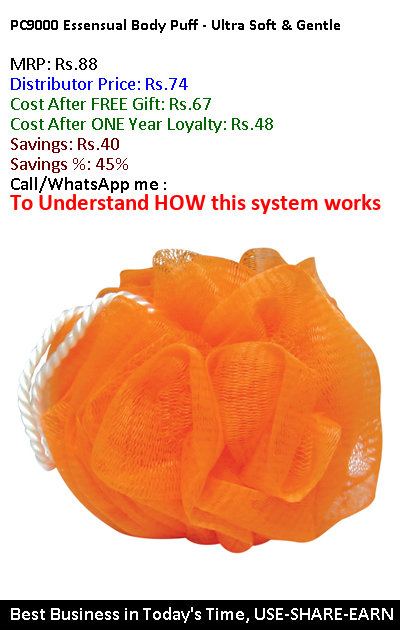 PC9000 Essensual Body Puff - Ultra Soft & Gentle
MRP: Rs.88
Distributor Price: Rs.74
Cost After FREE Gift: Rs.67
Cost After ONE Year Loyalty: Rs.48
Savings: Rs.40
Savings %: 45%
Call/WhatsApp me :
To Understand HOW this system works
Best Business in Today's Time, USE-SHARE-EARN